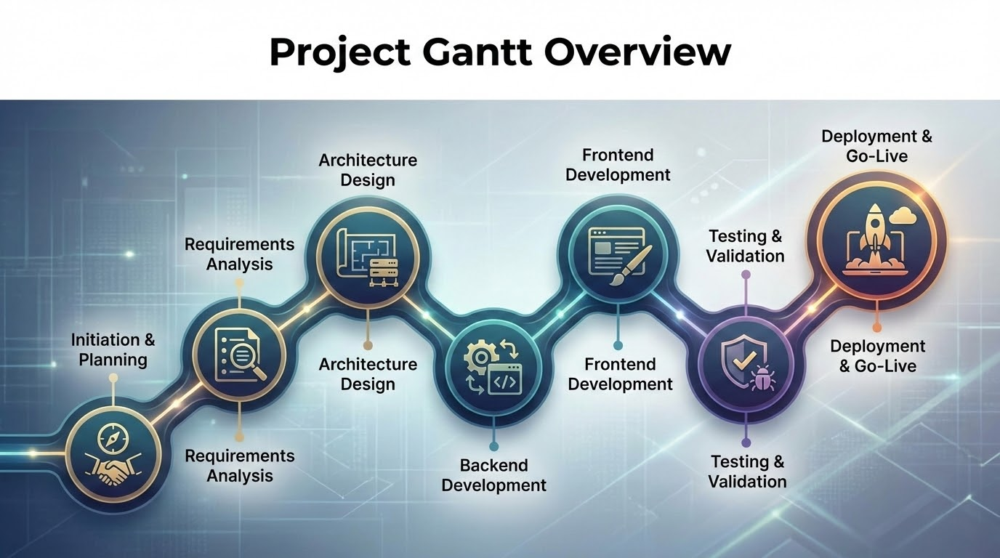 Project Gantt Overview
Initiation &
Planning
Requirements
Analysis
Requirements
Analysis
Architecture
Design
Architecture
Design
Backend
Development
Frontend
Development
Frontend
Development
Testing &
Validation
Testing &
Validation
Deployment &
Go-Live
Deployment
& Go-Live